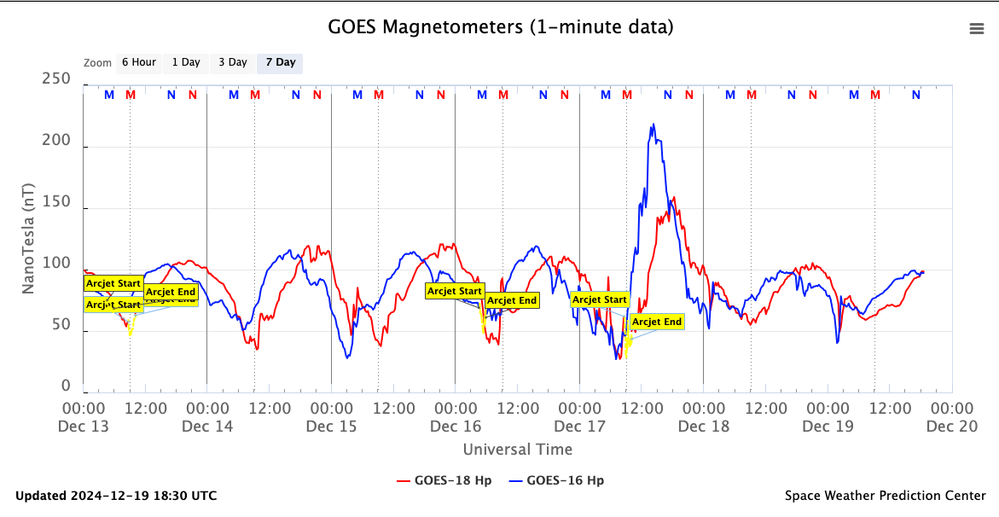 GOES Magnetometers (1-minute data)
Zoom 6 Hour 1 Day 3 Day 7 Day
250
M M N N M M N N M M N N M M N N M M N N M M N N M M N
200
150
100
50
0
NanoTesla (nT)
Arcjet Start
Arcjet End
Arcjet Start
Arcjet End
Arcjet Start
Arcjet End
Arcjet Start
Arcjet End
00:00 12:00 00:00 12:00 00:00 12:00 00:00 12:00 00:00 12:00 00:00 12:00 00:00 12:00 00:00
Dec 13 Dec 14 Dec 15 Dec 16 Dec 17 Dec 18 Dec 19 Dec 20
Universal Time
GOES-18 Hp GOES-16 Hp
Updated 2024-12-19 18:30 UTC
Space Weather Prediction Center